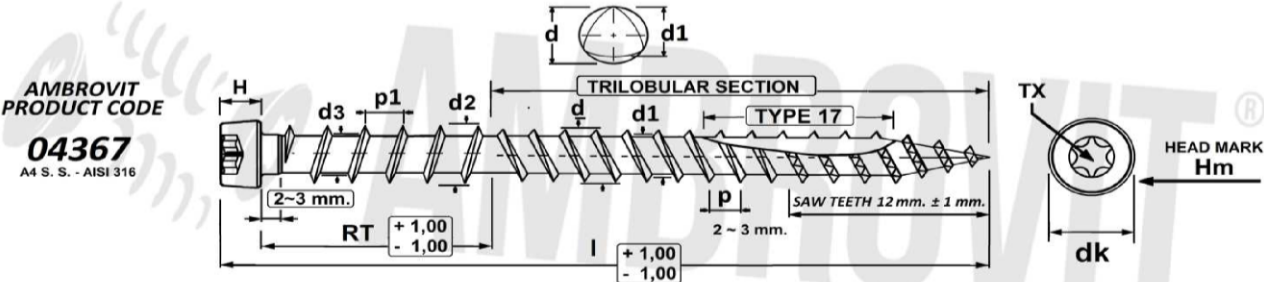 AMBROVIT
PRODUCT CODE
04367
A4 S. S. - AISI 316
d
d1
TRILOBULAR SECTION
H
d3
p1
d2
d
d1
TYPE 17
TX
HEAD MARK
Hm
2~3 mm.
p
SAW TEETH 12 mm. ± 1 mm.
2 ~ 3 mm.
RT
+ 1,00
- 1,00
l
+ 1,00
- 1,00
dk
AMBROVIT®